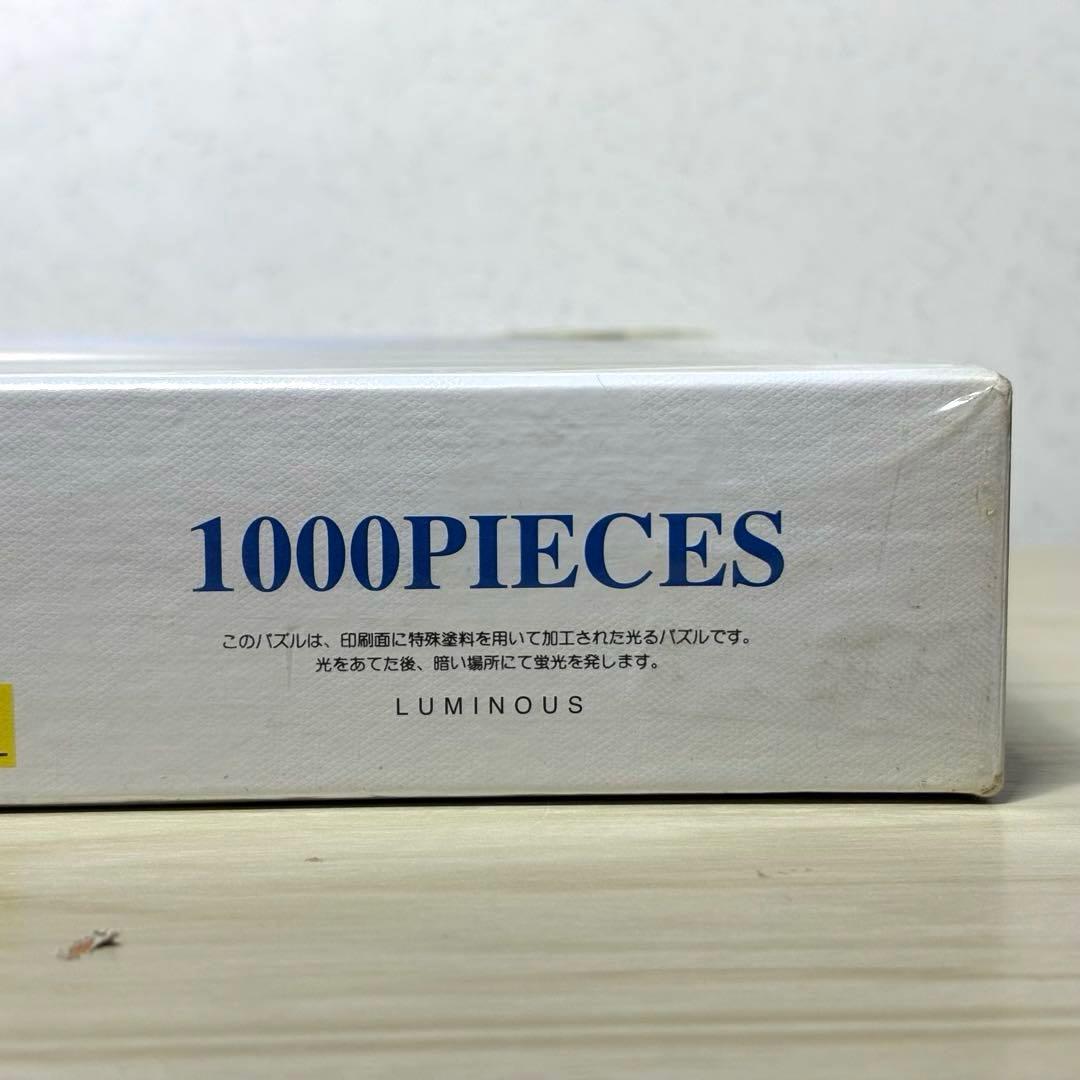 1000PIECES
このパズルは、印刷面に特殊塗料を用いて加工された光るパズルです。
光をあてた後、暗い場所にて蛍光を発します。
LUMINOUS